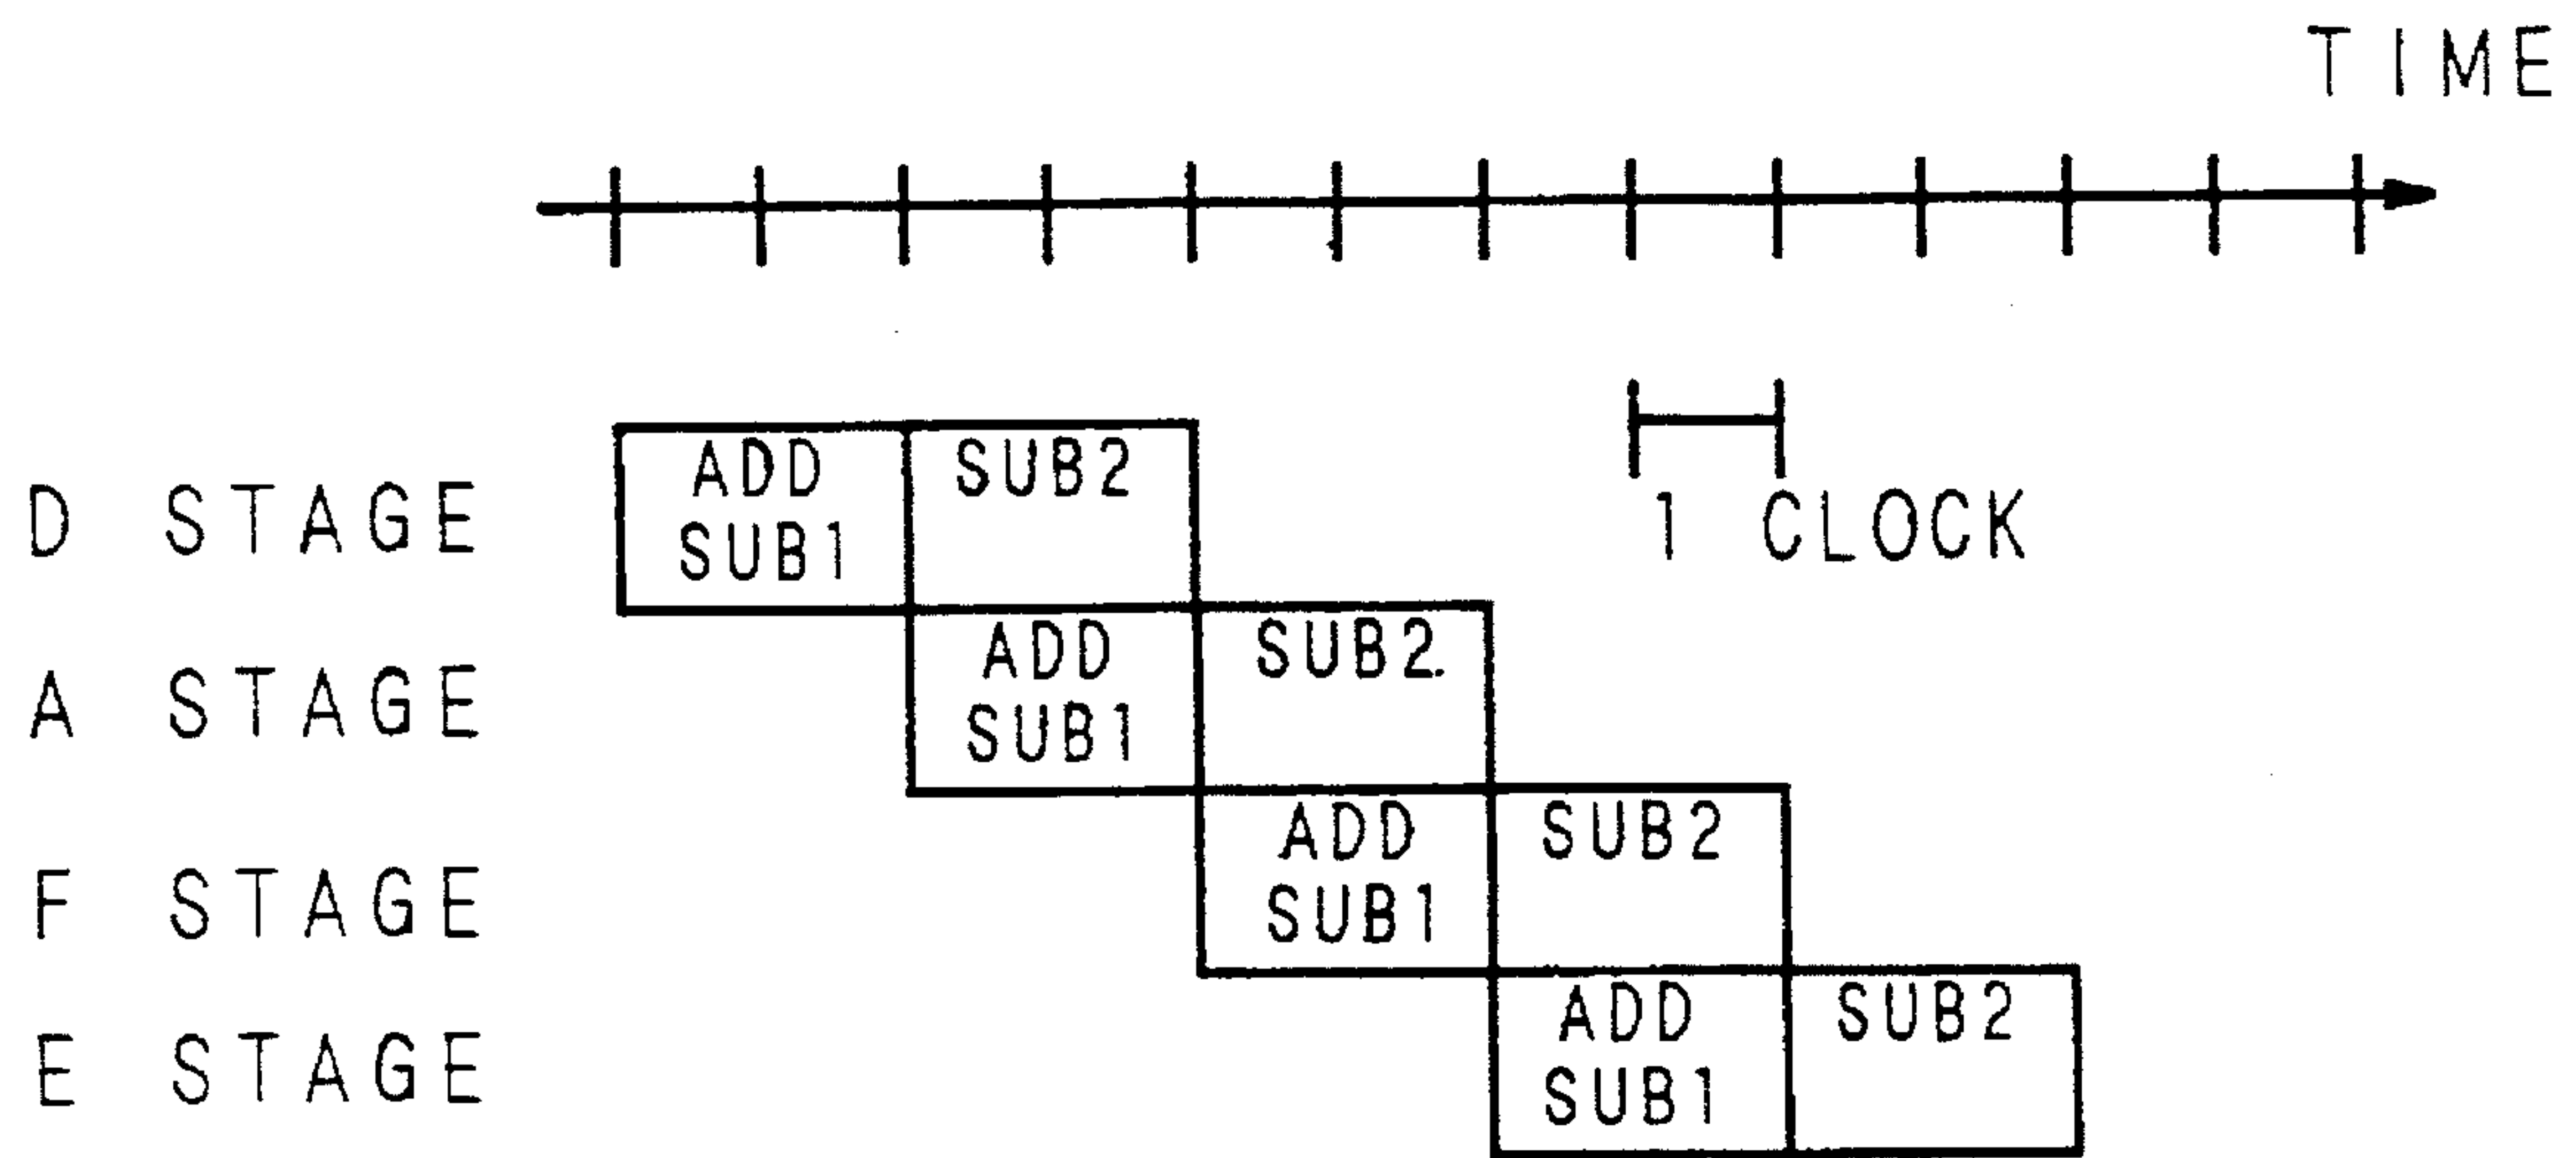 TIME
1 CLOCK
D STAGE
ADD
SUB1
SUB2
A STAGE
ADD
SUB1
SUB2
F STAGE
ADD
SUB1
SUB2
E STAGE
ADD
SUB1
SUB2